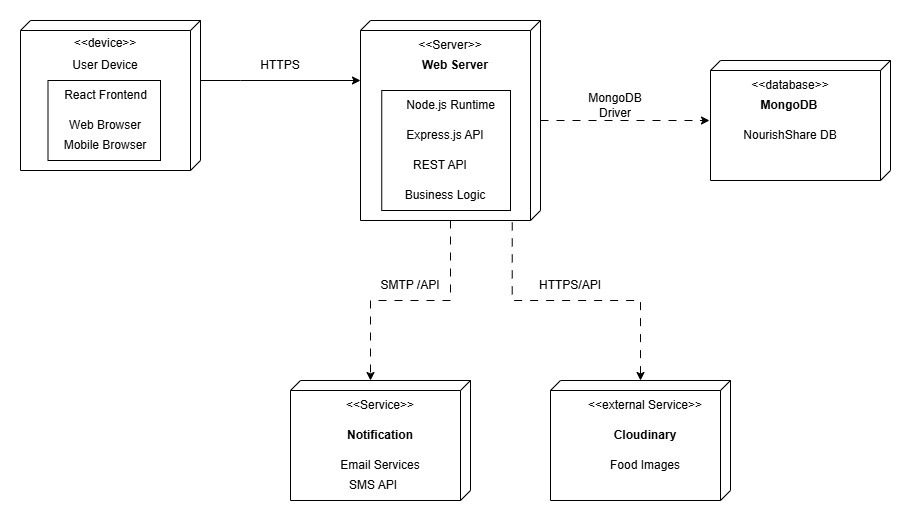 <<device>>
User Device
React Frontend
Web Browser
Mobile Browser
HTTPS
<<Server>>
Web Server
Node.js Runtime
Express.js API
REST API
Business Logic
MongoDB
Driver
<<database>>
MongoDB
NourishShare DB
SMTP /API
HTTPS/API
<<Service>>
Notification
Email Services
SMS API
<<external Service>>
Cloudinary
Food Images